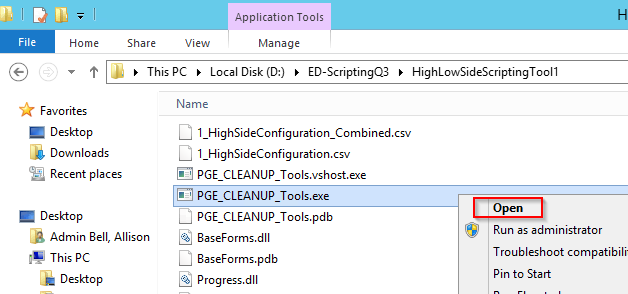 Application Tools
H
File Home Share View Manage
This PC Local Disk (D:) ED-ScriptingQ3 HighLowSideScriptingTool1
Favorites
Desktop
Downloads
Recent places
Desktop
Admin Bell, Allison
This PC
Desktop
Name
1_HighSideConfiguration_Combined.csv
1_HighSideConfiguration.csv
PGE_CLEANUP_Tools.vshost.exe
PGE_CLEANUP_Tools.exe
PGE_CLEANUP_Tools.pdb
BaseForms.dll
BaseForms.pdb
Progress.dll
Open
Run as administrator
Troubleshoot compatibili
Pin to Start